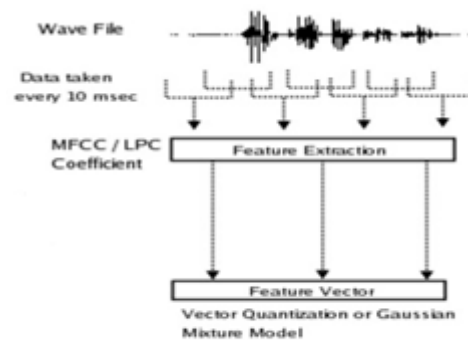 Wave File
Data taken
every 10 msec
MFCC / LPC
Coefficient
Feature Extraction
Feature Vector
Vector Quantization or Gaussian
Mixture Model